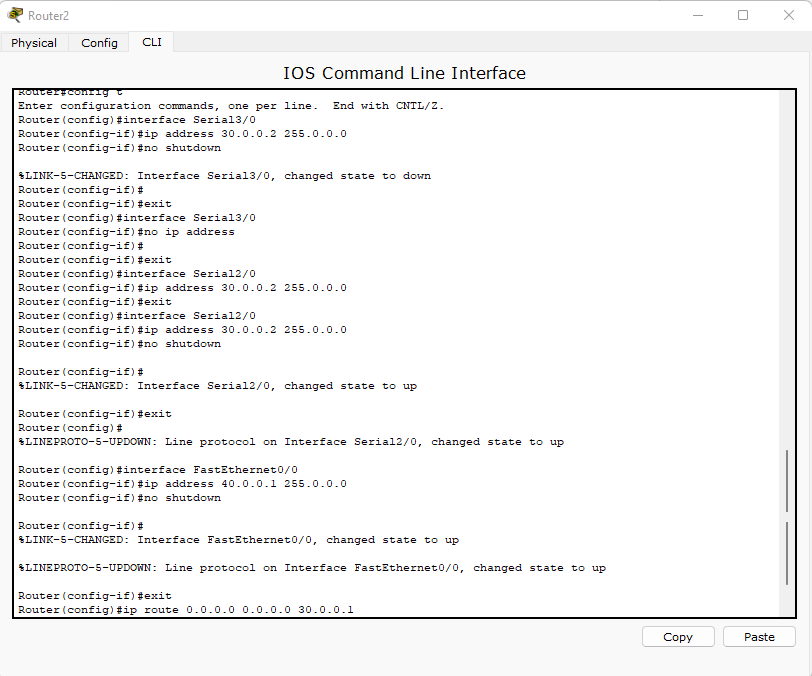 Router2
Physical Config CLI
IOS Command Line Interface
Router#config t
Enter configuration commands, one per line.  End with CNTL/Z.
Router(config)#interface Serial3/0
Router(config-if)#ip address 30.0.0.2 255.0.0.0
Router(config-if)#no shutdown
%LINK-5-CHANGED: Interface Serial3/0, changed state to down
Router(config-if)#
Router(config-if)#exit
Router(config)#interface Serial3/0
Router(config-if)#no ip address
Router(config-if)#
Router(config-if)#exit
Router(config)#interface Serial2/0
Router(config-if)#ip address 30.0.0.2 255.0.0.0
Router(config-if)#exit
Router(config)#interface Serial2/0
Router(config-if)#ip address 30.0.0.2 255.0.0.0
Router(config-if)#no shutdown
Router(config-if)#
%LINK-5-CHANGED: Interface Serial2/0, changed state to up
Router(config-if)#exit
Router(config)#
%LINEPROTO-5-UPDOWN: Line protocol on Interface Serial2/0, changed state to up
Router(config)#interface FastEthernet0/0
Router(config-if)#ip address 40.0.0.1 255.0.0.0
Router(config-if)#no shutdown
Router(config-if)#
%LINK-5-CHANGED: Interface FastEthernet0/0, changed state to up
%LINEPROTO-5-UPDOWN: Line protocol on Interface FastEthernet0/0, changed state to up
Router(config-if)#exit
Router(config)#ip route 0.0.0.0 0.0.0.0 30.0.0.1
Copy Paste